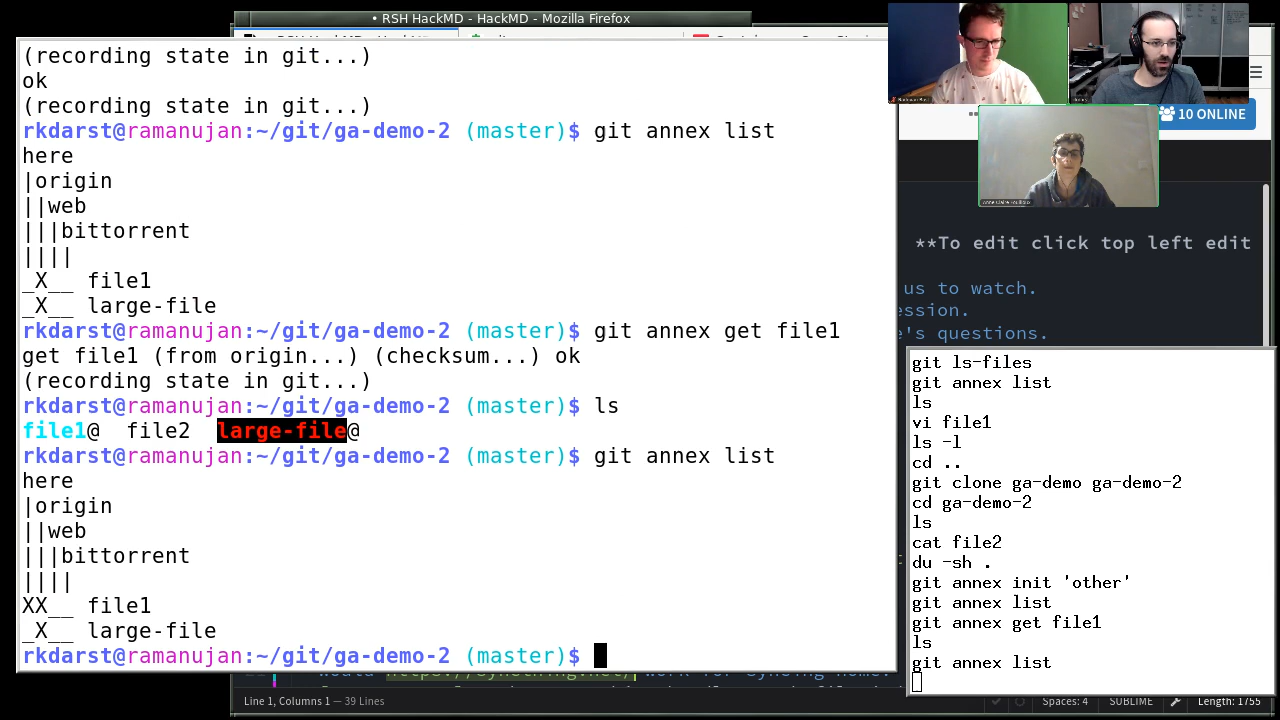 • RSH HackMD - HackMD - Mozilla Firefox
(recording state in git...)
ok
(recording state in git...)
rkdarst@ramanujan:~/git/ga-demo-2 (master)$ git annex list
here
|origin
||web
|||bittorrent
||||
_X__ file1
_X__ large-file
rkdarst@ramanujan:~/git/ga-demo-2 (master)$ git annex get file1
get file1 (from origin...) (checksum...) ok
(recording state in git...)
rkdarst@ramanujan:~/git/ga-demo-2 (master)$ ls
file1@  file2  large-file@
rkdarst@ramanujan:~/git/ga-demo-2 (master)$ git annex list
here
|origin
||web
|||bittorrent
||||
XX__ file1
_X__ large-file
rkdarst@ramanujan:~/git/ga-demo-2 (master)$
10 ONLINE
**To edit click top left edit
us to watch.
ession.
e's questions.
git ls-files
git annex list
ls
vi file1
ls -l
cd ..
git clone ga-demo ga-demo-2
cd ga-demo-2
ls
cat file2
du -sh .
git annex init 'other'
git annex list
git annex get file1
ls
git annex list
Line 1, Columns 1 — 39 Lines
Spaces: 4
SUBLIME
Length: 1755